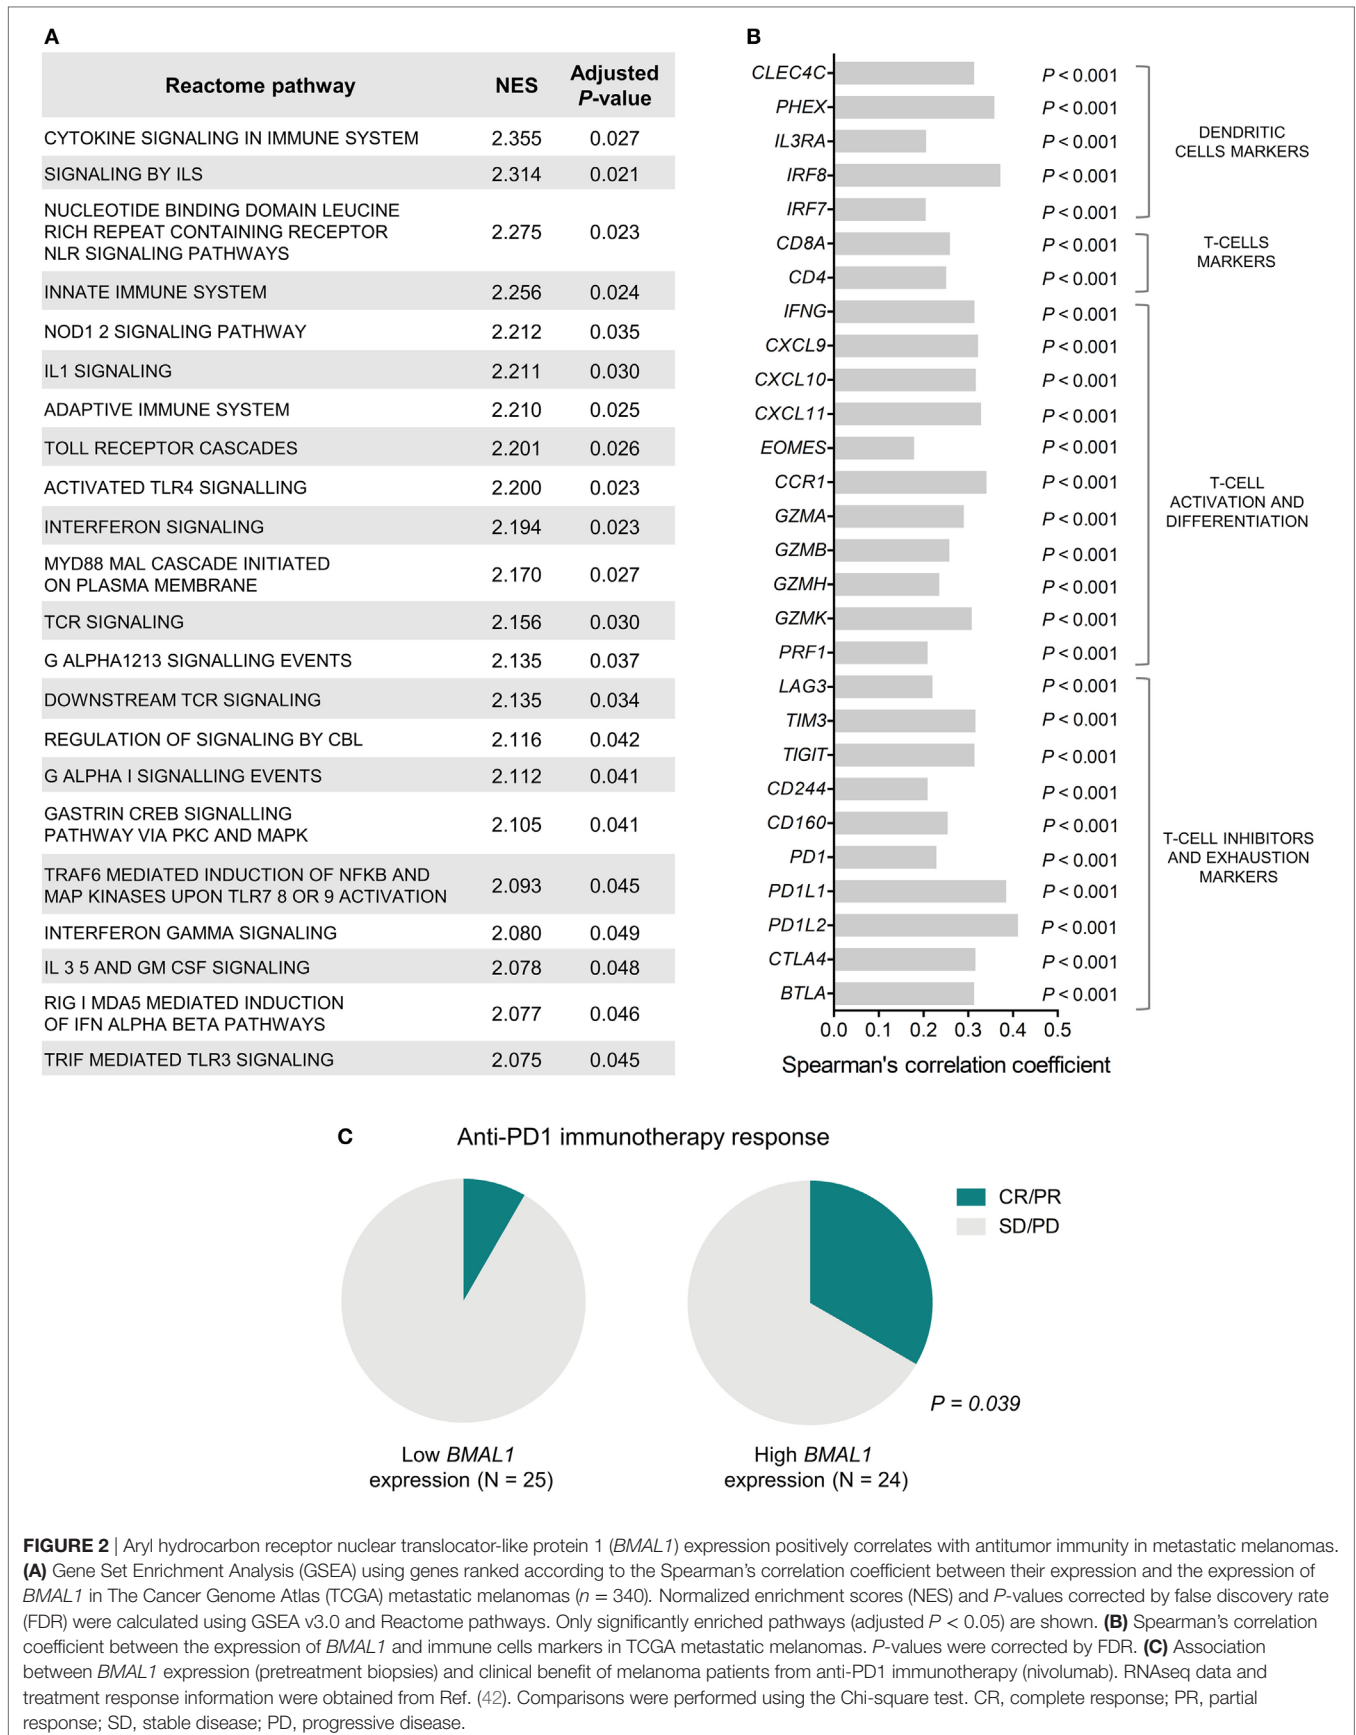 A
Reactome pathway NES Adjusted
P-value
CYTOKINE SIGNALING IN IMMUNE SYSTEM 2.355 0.027
SIGNALING BY ILS 2.314 0.021
NUCLEOTIDE BINDING DOMAIN LEUCINE
RICH REPEAT CONTAINING RECEPTOR 2.275 0.023
NLR SIGNALING PATHWAYS
INNATE IMMUNE SYSTEM 2.256 0.024
NOD1 2 SIGNALING PATHWAY 2.212 0.035
IL1 SIGNALING 2.211 0.030
ADAPTIVE IMMUNE SYSTEM 2.210 0.025
TOLL RECEPTOR CASCADES 2.201 0.026
ACTIVATED TLR4 SIGNALLING 2.200 0.023
INTERFERON SIGNALING 2.194 0.023
MYD88 MAL CASCADE INITIATED
ON PLASMA MEMBRANE 2.170 0.027
TCR SIGNALING 2.156 0.030
G ALPHA1213 SIGNALLING EVENTS 2.135 0.037
DOWNSTREAM TCR SIGNALING 2.135 0.034
REGULATION OF SIGNALING BY CBL 2.116 0.042
G ALPHA I SIGNALLING EVENTS 2.112 0.041
GASTRIN CREB SIGNALLING
PATHWAY VIA PKC AND MAPK 2.105 0.041
TRAF6 MEDIATED INDUCTION OF NFKB AND
MAP KINASES UPON TLR7 8 OR 9 ACTIVATION 2.093 0.045
INTERFERON GAMMA SIGNALING 2.080 0.049
IL 3 5 AND GM CSF SIGNALING 2.078 0.048
RIG I MDA5 MEDIATED INDUCTION
OF IFN ALPHA BETA PATHWAYS 2.077 0.046
TRIF MEDIATED TLR3 SIGNALING 2.075 0.045
B
CLEC4C P < 0.001
PHEX P < 0.001
IL3RA P < 0.001
IRF8 P < 0.001
IRF7 P < 0.001
DENDRITIC
CELLS MARKERS
CD8A P < 0.001
CD4 P < 0.001
T-CELLS
MARKERS
IFNG P < 0.001
CXCL9 P < 0.001
CXCL10 P < 0.001
CXCL11 P < 0.001
EOMES P < 0.001
CCR1 P < 0.001
GZMA P < 0.001
GZMB P < 0.001
GZMH P < 0.001
GZMK P < 0.001
PRF1 P < 0.001
T-CELL
ACTIVATION AND
DIFFERENTIATION
LAG3 P < 0.001
TIM3 P < 0.001
TIGIT P < 0.001
CD244 P < 0.001
CD160 P < 0.001
PD1 P < 0.001
PD1L1 P < 0.001
PD1L2 P < 0.001
CTLA4 P < 0.001
BTLA P < 0.001
T-CELL INHIBITORS
AND EXHAUSTION
MARKERS
0.0 0.1 0.2 0.3 0.4 0.5
Spearman's correlation coefficient
C Anti-PD1 immunotherapy response
CR/PR
SD/PD
P = 0.039
Low BMAL1
expression (N = 25)
High BMAL1
expression (N = 24)
FIGURE 2 | Aryl hydrocarbon receptor nuclear translocator-like protein 1 (BMAL1) expression positively correlates with antitumor immunity in metastatic melanomas.
(A) Gene Set Enrichment Analysis (GSEA) using genes ranked according to the Spearman's correlation coefficient between their expression and the expression of
BMAL1 in The Cancer Genome Atlas (TCGA) metastatic melanomas (n = 340). Normalized enrichment scores (NES) and P-values corrected by false discovery rate
(FDR) were calculated using GSEA v3.0 and Reactome pathways. Only significantly enriched pathways (adjusted P < 0.05) are shown. (B) Spearman's correlation
coefficient between the expression of BMAL1 and immune cells markers in TCGA metastatic melanomas. P-values were corrected by FDR. (C) Association
between BMAL1 expression (pretreatment biopsies) and clinical benefit of melanoma patients from anti-PD1 immunotherapy (nivolumab). RNAseq data and
treatment response information were obtained from Ref. (42). Comparisons were performed using the Chi-square test. CR, complete response; PR, partial
response; SD, stable disease; PD, progressive disease.